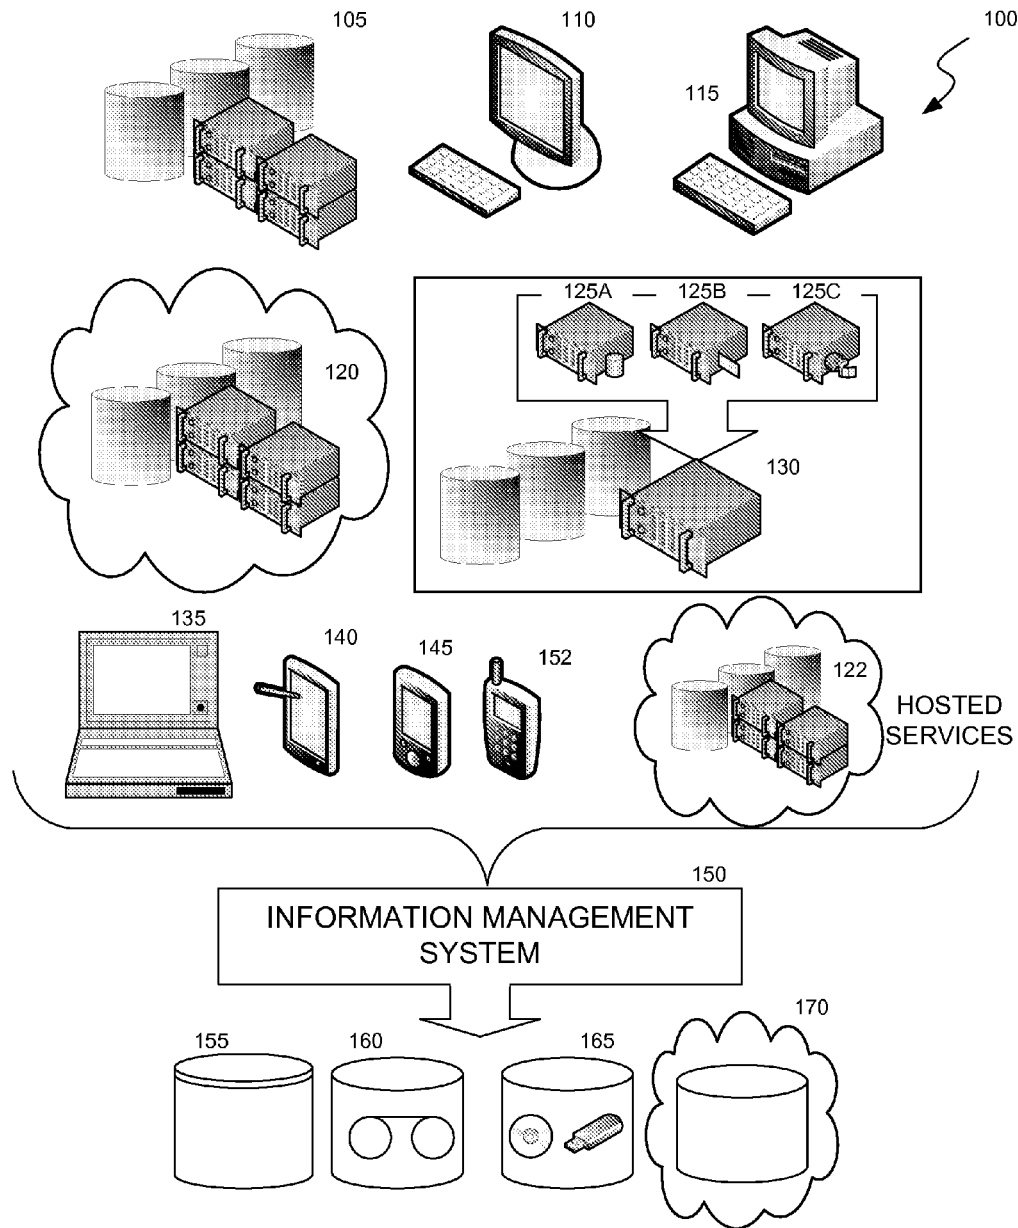 105
110
100
115
125A
125B
125C
120
130
135
140
145
152
122
HOSTED
SERVICES
150
INFORMATION MANAGEMENT
SYSTEM
155
160
165
170